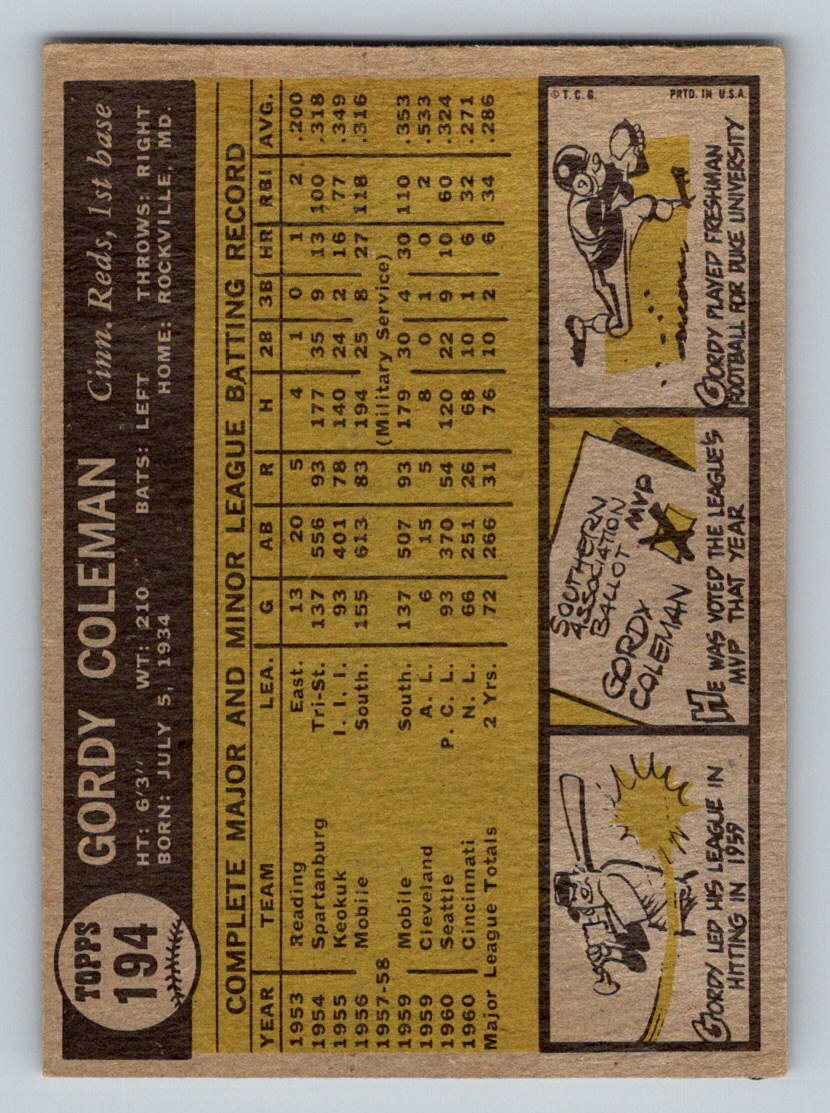 TOPPS
194
GORDY COLEMAN Cinn. Reds, 1st base
HT: 6'3" WT: 210 BATS: LEFT THROWS: RIGHT
BORN: JULY 5, 1934 HOME: ROCKVILLE, MD.
COMPLETE MAJOR AND MINOR LEAGUE BATTING RECORD
YEAR TEAM LEA. G AB R H 2B 3B HR RBI AVG.
1953 Reading East. 13 20 5 4 1 0 1 2 .200
1954 Spartanburg Tri-St. 137 556 93 177 35 9 13 100 .318
1955 Keokuk I. I. I. 93 401 78 140 24 2 16 77 .349
1956 Mobile South. 155 613 83 194 25 8 27 118 .316
1957-58 (Military Service)
1959 Mobile South. 137 507 93 179 30 4 30 110 .353
1959 Cleveland A. L. 6 15 5 8 0 1 0 2 .533
1960 Seattle P. C. L. 93 370 54 120 22 9 10 60 .324
1960 Cincinnati N. L. 66 251 26 68 10 1 6 32 .271
Major League Totals 2 Yrs. 72 266 31 76 10 2 6 34 .286
GORDY LED HIS LEAGUE IN
HITTING IN 1959
SOUTHERN
ASSOCIATION
BALLOT
MVP
GORDY
COLEMAN
X
HE WAS VOTED THE LEAGUE'S
MVP THAT YEAR
© T. C. G. PRTD. IN U.S.A.
GORDY PLAYED FRESHMAN
FOOTBALL FOR DUKE UNIVERSITY